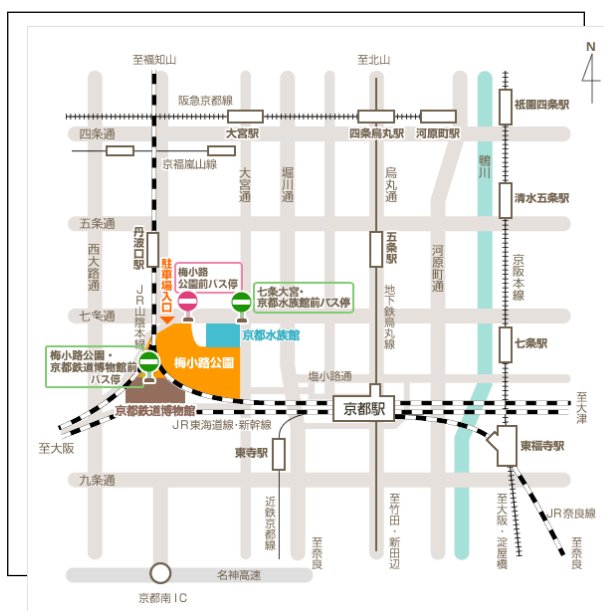 至福知山
至北山
N
阪急京都線
大宮駅
四条烏丸駅
河原町駅
祇園四条駅
四条通
京福嵐山線
大宮通
堀川通
烏丸通
鴨川
清水五条駅
五条通
西大路通
丹波口駅
五条駅
河原町通
京阪本線
駐車場入口
梅小路
公園前バス停
七条大宮・
京都水族館前バス停
JR山陰本線
地下鉄烏丸線
七条通
京都水族館
七条駅
梅小路公園・
京都鉄道博物館前
バス停
梅小路公園
塩小路通
京都鉄道博物館
京都駅
至大津
JR東海道線・新幹線
至大阪
東寺駅
東福寺駅
九条通
近鉄京都線
至奈良
至竹田・新田辺
至大阪・淀屋橋
JR奈良線
至奈良
名神高速
京都南IC